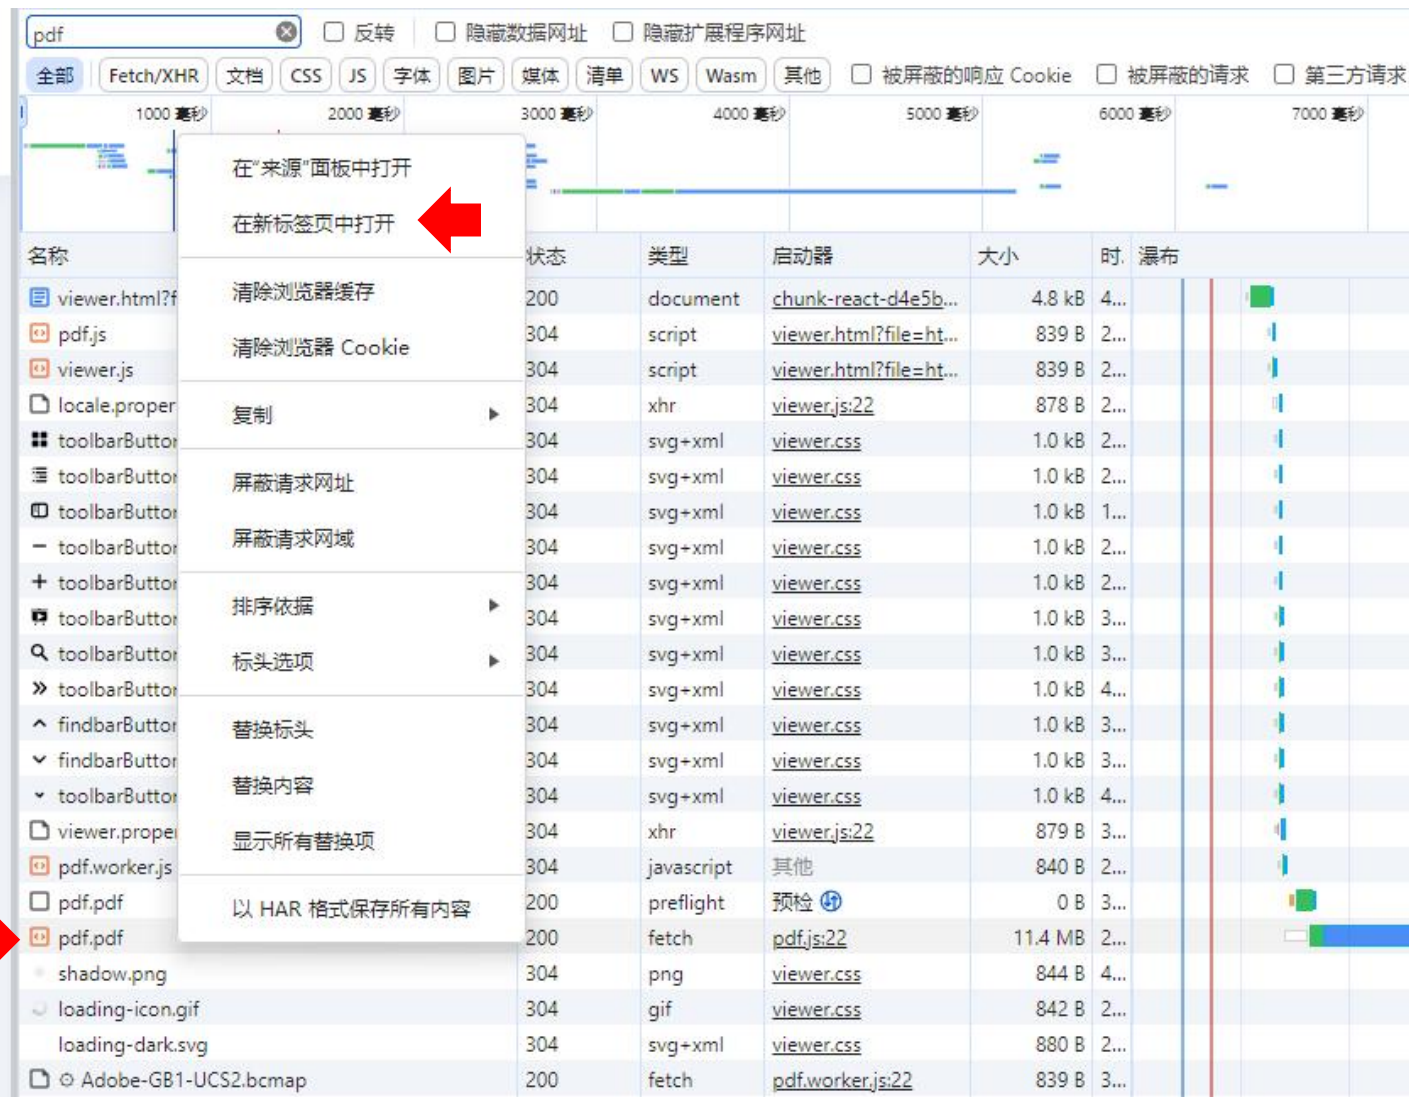 pdf 反转 隐藏数据网址 隐藏扩展程序网址
全部 Fetch/XHR 文档 CSS JS 字体 图片 媒体 清单 WS Wasm 其他 被屏蔽的响应 Cookie 被屏蔽的请求 第三方请求
1000 毫秒 2000 毫秒 3000 毫秒 4000 毫秒 5000 毫秒 6000 毫秒 7000 毫秒
在“来源”面板中打开
在新标签页中打开
清除浏览器缓存
清除浏览器 Cookie
复制
屏蔽请求网址
屏蔽请求网域
排序依据
标头选项
替换标头
替换内容
显示所有替换项
以 HAR 格式保存所有内容
名称 状态 类型 启动器 大小 时. 瀑布
viewer.html?f 200 document chunk-react-d4e5b... 4.8 kB 4...
pdf.js 304 script viewer.html?file=ht... 839 B 2...
viewer.js 304 script viewer.html?file=ht... 839 B 2...
locale.proper 304 xhr viewer.js:22 878 B 2...
toolbarButton 304 svg+xml viewer.css 1.0 kB 2...
toolbarButton 304 svg+xml viewer.css 1.0 kB 2...
toolbarButton 304 svg+xml viewer.css 1.0 kB 1...
toolbarButton 304 svg+xml viewer.css 1.0 kB 2...
toolbarButton 304 svg+xml viewer.css 1.0 kB 2...
toolbarButton 304 svg+xml viewer.css 1.0 kB 3...
toolbarButton 304 svg+xml viewer.css 1.0 kB 3...
toolbarButton 304 svg+xml viewer.css 1.0 kB 4...
findbarButton 304 svg+xml viewer.css 1.0 kB 3...
findbarButton 304 svg+xml viewer.css 1.0 kB 3...
toolbarButton 304 svg+xml viewer.css 1.0 kB 4...
viewer.proper 304 xhr viewer.js:22 879 B 3...
pdf.worker.js 304 javascript 其他 840 B 2...
pdf.pdf 200 preflight 预检 0 B 3...
pdf.pdf 200 fetch pdf.js:22 11.4 MB 2...
shadow.png 304 png viewer.css 844 B 4...
loading-icon.gif 304 gif viewer.css 842 B 2...
loading-dark.svg 304 svg+xml viewer.css 880 B 2...
Adobe-GB1-UCS2.bcmap 200 fetch pdf.worker.js:22 839 B 3...